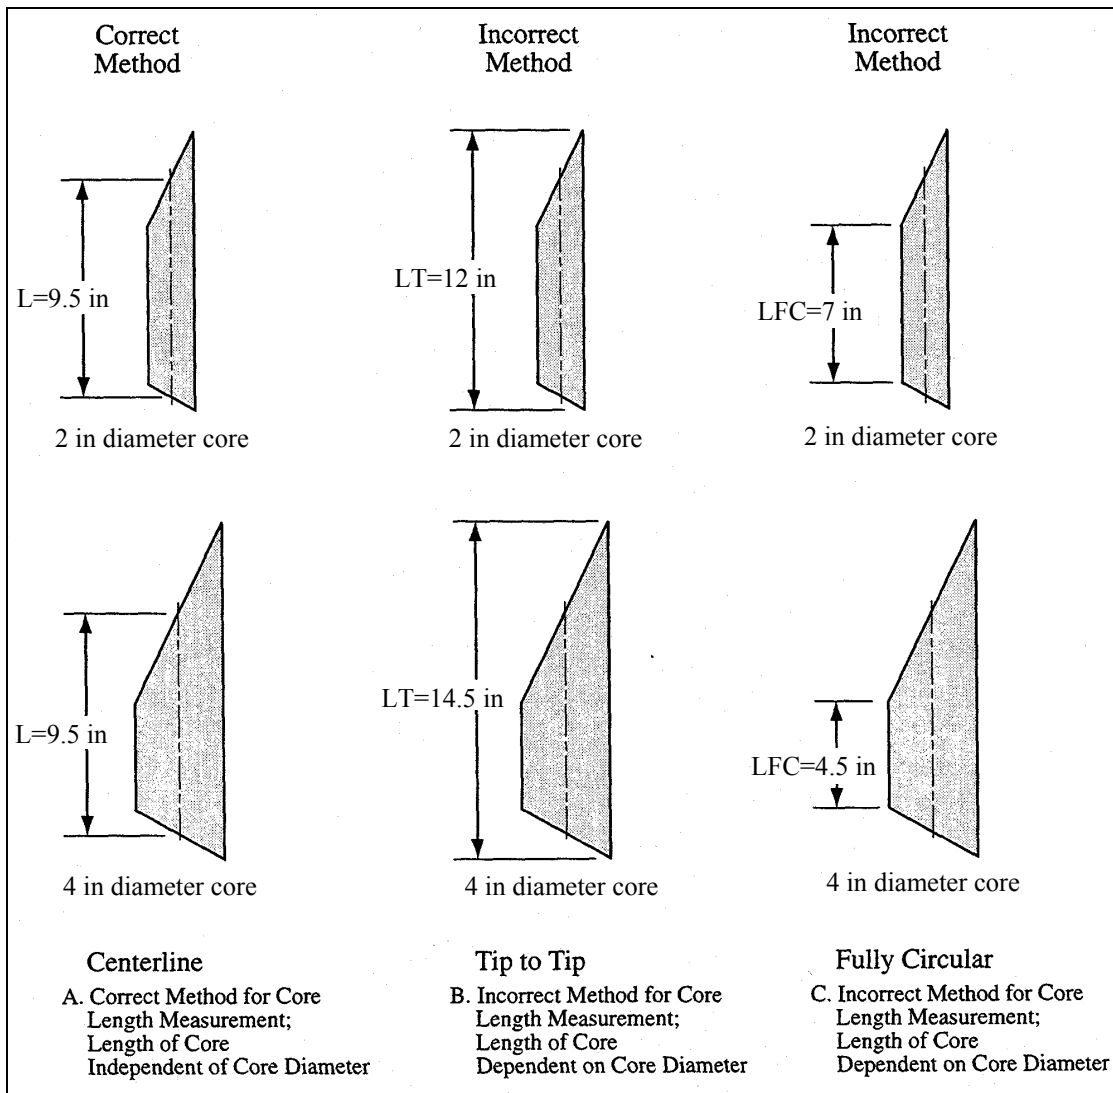 Correct
Method
Incorrect
Method
Incorrect
Method
L=9.5 in
LT=12 in
LFC=7 in
2 in diameter core
2 in diameter core
2 in diameter core
L=9.5 in
LT=14.5 in
LFC=4.5 in
4 in diameter core
4 in diameter core
4 in diameter core
Centerline
A. Correct Method for Core
Length Measurement;
Length of Core
Independent of Core Diameter
Tip to Tip
B. Incorrect Method for Core
Length Measurement;
Length of Core
Dependent on Core Diameter
Fully Circular
C. Incorrect Method for Core
Length Measurement;
Length of Core
Dependent on Core Diameter